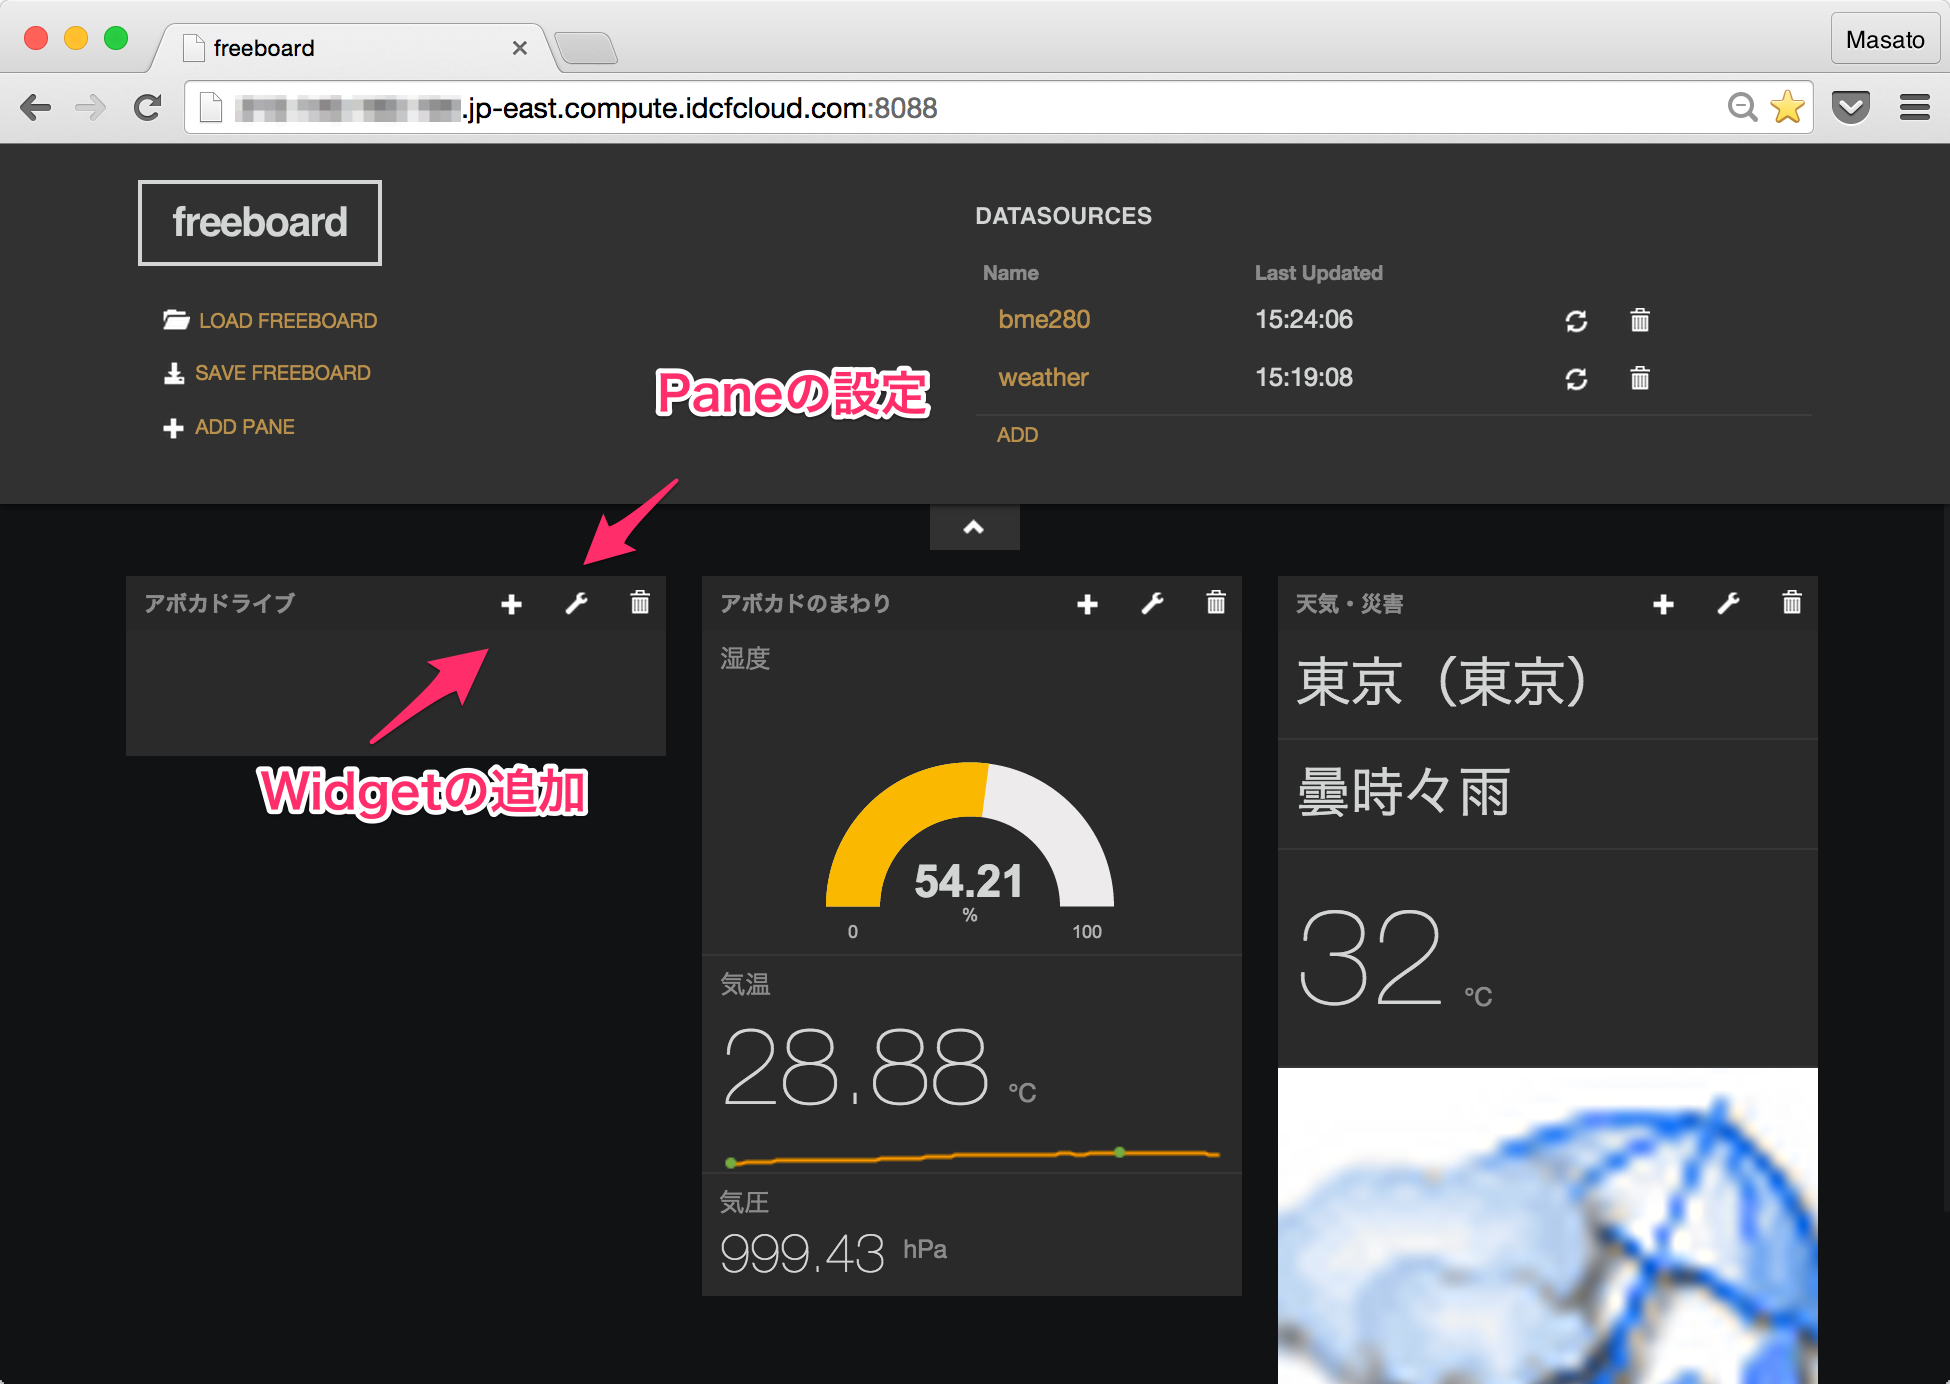 freeboard
Masato
.jp-east.compute.idcfcloud.com:8088
freeboard
LOAD FREEBOARD
SAVE FREEBOARD
ADD PANE
DATASOURCES
Name Last Updated
bme280 15:24:06
weather 15:19:08
ADD
Paneの設定
アボカドライブ
Widgetの追加
アボカドのまわり
湿度
54.21
%
0 100
気温
28.88 °C
気圧
999.43 hPa
天気・災害
東京（東京）
曇時々雨
32 °C